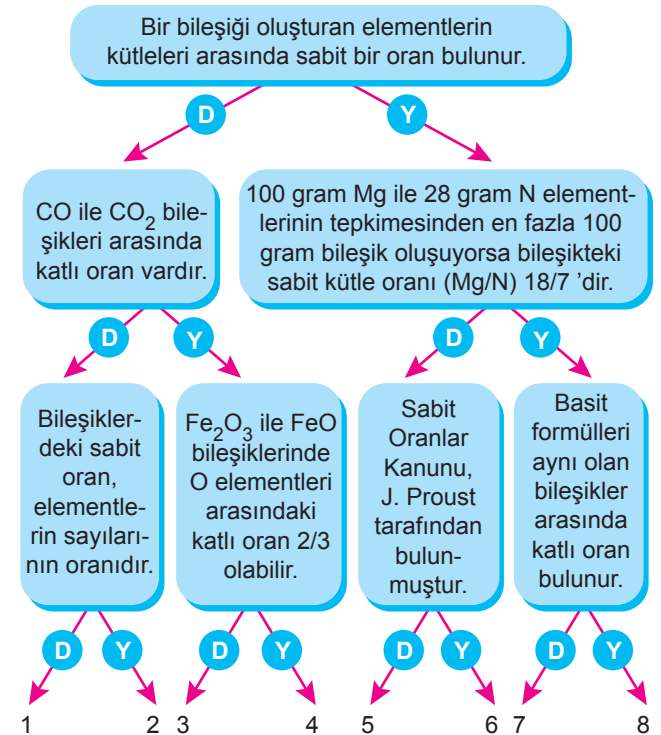 Bir bileşiği oluşturan elementlerin
kütleleri arasında sabit bir oran bulunur.
D
Y
CO ile CO₂ bile-
şikleri arasında
katlı oran vardır.
100 gram Mg ile 28 gram N element-
lerinin tepkimesinden en fazla 100
gram bileşik oluşuyorsa bileşikteki
sabit kütle oranı (Mg/N) 18/7 ’dir.
D
Y
D
Y
Bileşikler-
deki sabit
oran,
elementle-
rin sayıları-
nın oranıdır.
Fe₂O₃ ile FeO
bileşiklerinde
O elementleri
arasındaki
katlı oran 2/3
olabilir.
Sabit
Oranlar
Kanunu,
J. Proust
tarafından
bulun-
muştur.
Basit
formülleri
aynı olan
bileşikler
arasında
katlı oran
bulunur.
D
Y
D
Y
D
Y
D
Y
1
2
3
4
5
6
7
8